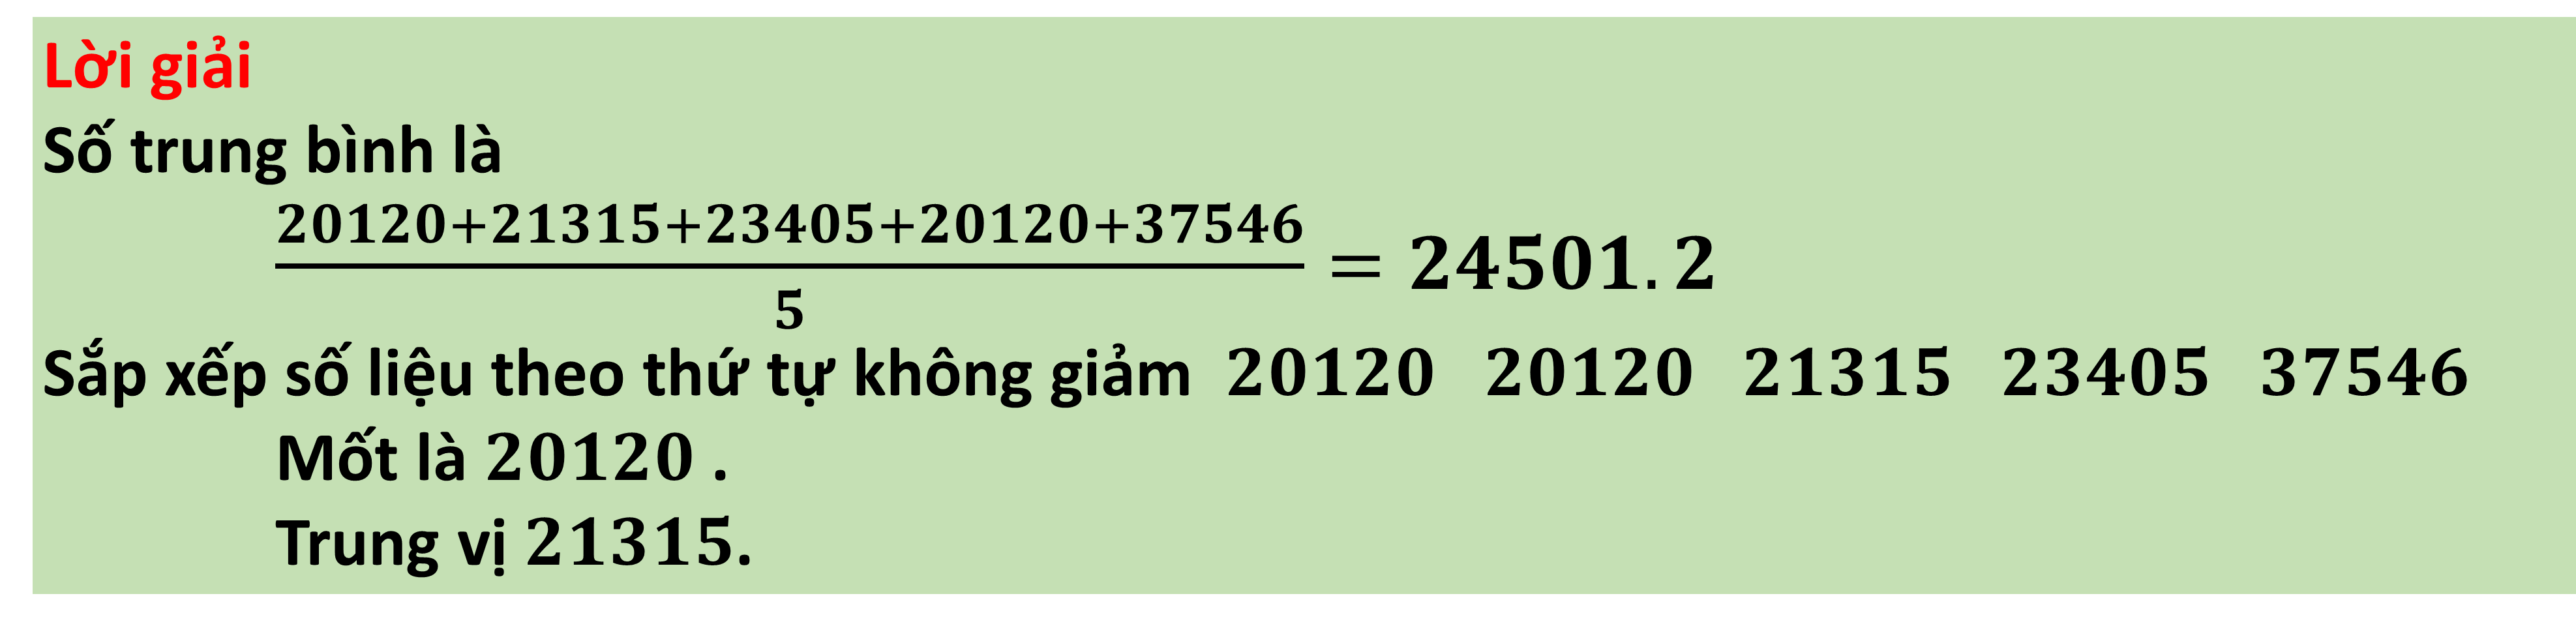 Lời giải
Số trung bình là
20120+21315+23405+20120+37546
5
= 24501.2
Sắp xếp số liệu theo thứ tự không giảm 20120 20120 21315 23405 37546
Mốt là 20120 .
Trung vị 21315.